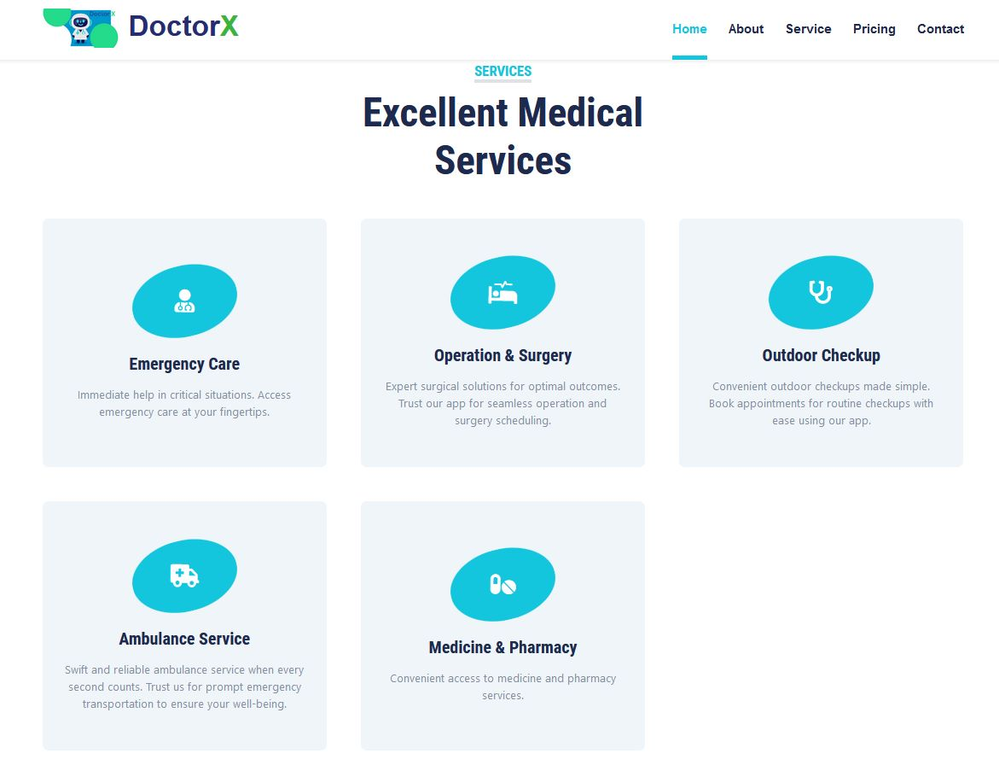 DoctorX
DoctorX
Home
About
Service
Pricing
Contact
SERVICES
Excellent Medical
Services
Emergency Care
Immediate help in critical situations. Access
emergency care at your fingertips.
Operation & Surgery
Expert surgical solutions for optimal outcomes.
Trust our app for seamless operation and
surgery scheduling.
Outdoor Checkup
Convenient outdoor checkups made simple.
Book appointments for routine checkups with
ease using our app.
Ambulance Service
Swift and reliable ambulance service when every
second counts. Trust us for prompt emergency
transportation to ensure your well-being.
Medicine & Pharmacy
Convenient access to medicine and pharmacy
services.